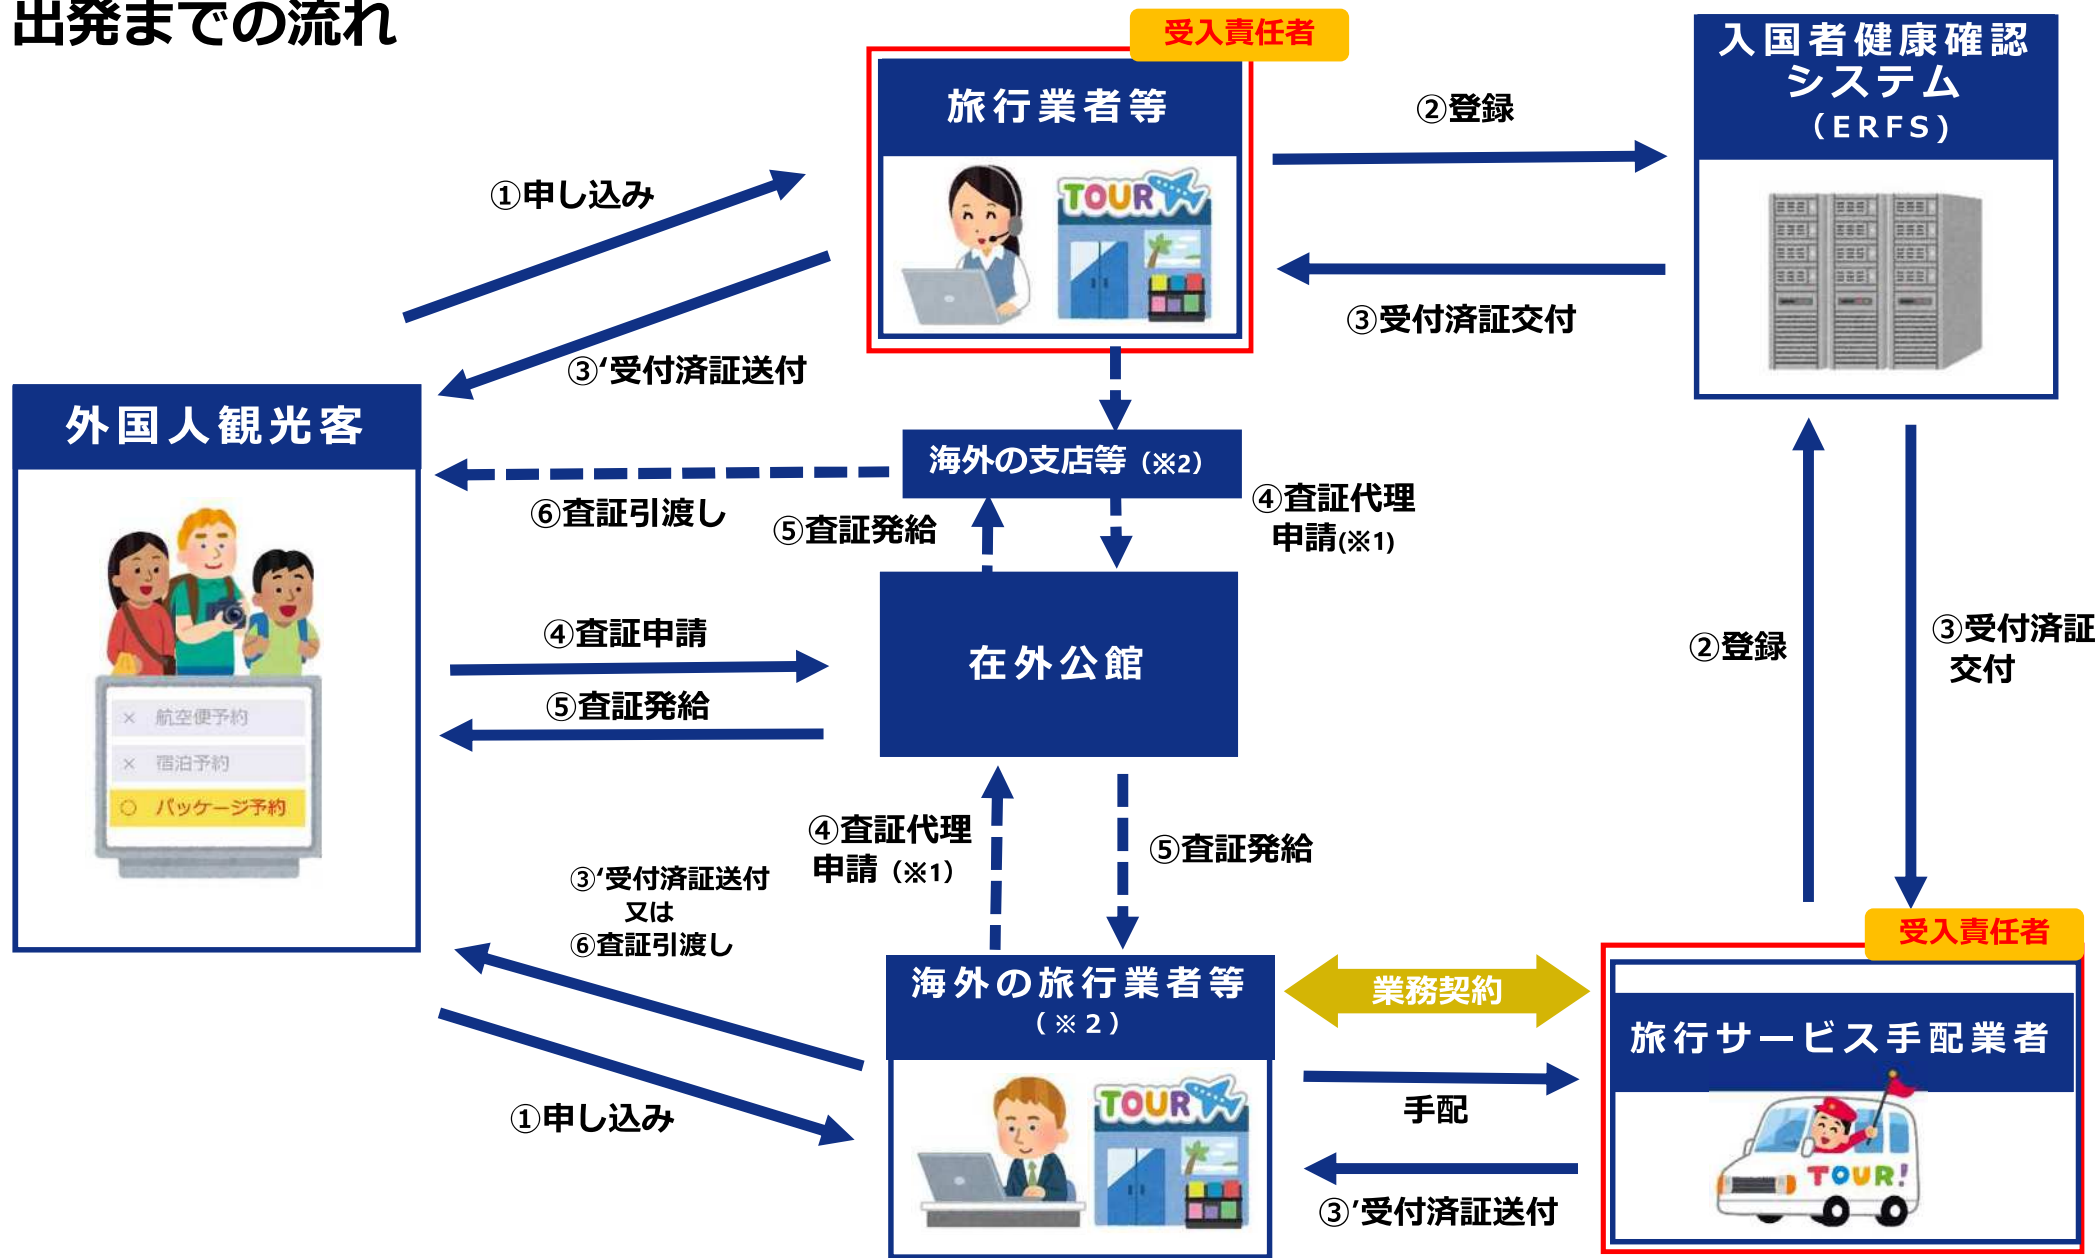 出発までの流れ
受入責任者
旅行業者等
TOUR
入国者健康確認
システム
（ERFS）
①申し込み
②登録
③受付済証交付
③‘受付済証送付
外国人観光客
× 航空便予約
× 宿泊予約
○ パッケージ予約
海外の支店等（※2）
⑥査証引渡し
⑤査証発給
④査証代理
申請(※1)
④査証申請
⑤査証発給
在外公館
②登録
③受付済証
交付
④査証代理
申請（※1）
⑤査証発給
③‘受付済証送付
又は
⑥査証引渡し
①申し込み
海外の旅行業者等
（※２）
TOUR
業務契約
手配
③’受付済証送付
受入責任者
旅行サービス手配業者
TOUR!